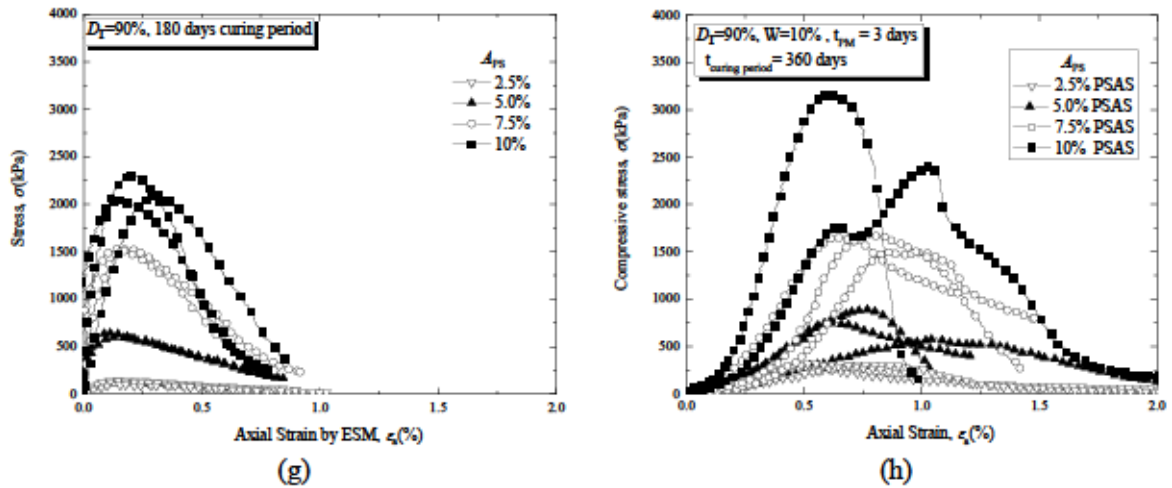 4000
3500
3000
2500
2000
1500
1000
500
0
Stress, σ(kPa)
D_r=90%, 180 days curing period
A_PS
2.5%
5.0%
7.5%
10%
0.0 0.5 1.0 1.5 2.0
Axial Strain by ESM, ε_a(%)
(g)
4000
3500
3000
2500
2000
1500
1000
500
0
Compressive stress, σ(kPa)
D_r=90%, W=10% , t_PM = 3 days
t_curing period= 360 days
A_PS
2.5% PSAS
5.0% PSAS
7.5% PSAS
10% PSAS
0.0 0.5 1.0 1.5 2.0
Axial Strain, ε_a(%)
(h)